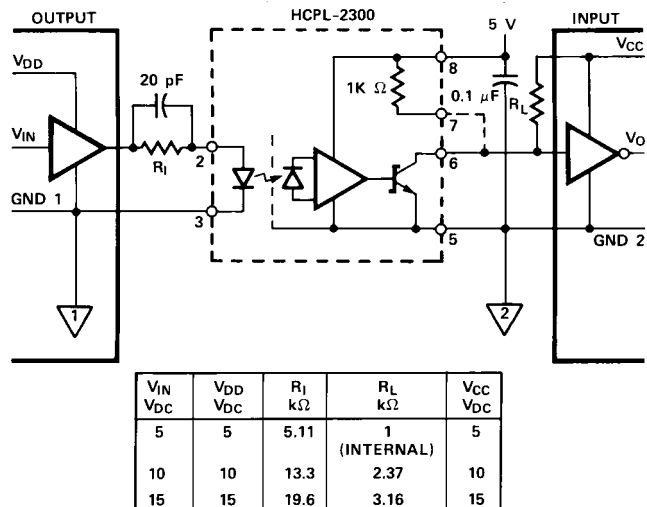 OUTPUT
HCPL-2300
INPUT
5 V
VCC
VDD
20 pF
8
1K Ω
0.1 μF
RL
7
VIN
RI
2
6
VO
GND 1
3
5
GND 2
1
2
VIN VDC VDD VDC RI kΩ RL kΩ VCC VDC
5 5 5.11 1 (INTERNAL) 5
10 10 13.3 2.37 10
15 15 19.6 3.16 15